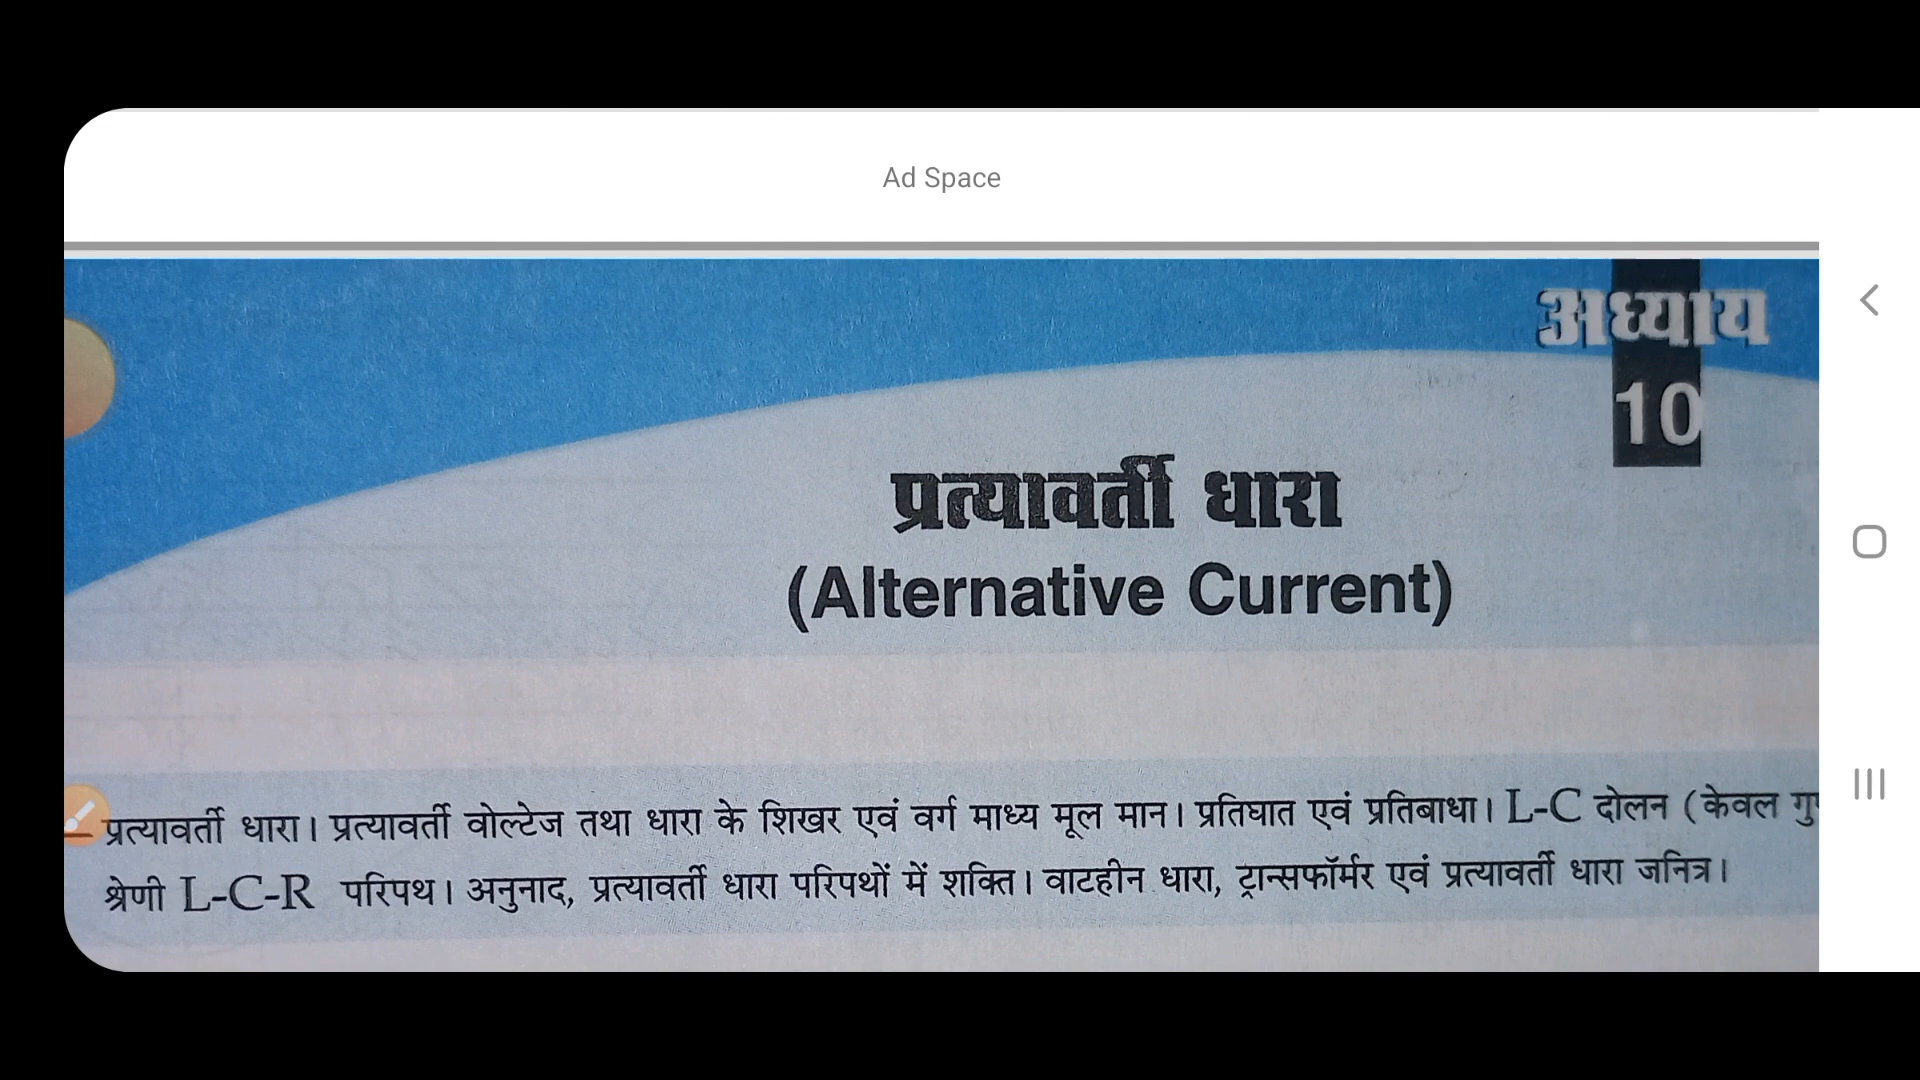 Ad Space
अध्याय
10
प्रत्यावर्ती धारा
(Alternative Current)
प्रत्यावर्ती धारा। प्रत्यावर्ती वोल्टेज तथा धारा के शिखर एवं वर्ग माध्य मूल मान। प्रतिघात एवं प्रतिबाधा। L-C दोलन (केवल
श्रेणी L-C-R परिपथ। अनुनाद, प्रत्यावर्ती धारा परिपथों में शक्ति। वाटहीन धारा, ट्रान्सफॉर्मर एवं प्रत्यावर्ती धारा जनित्र।